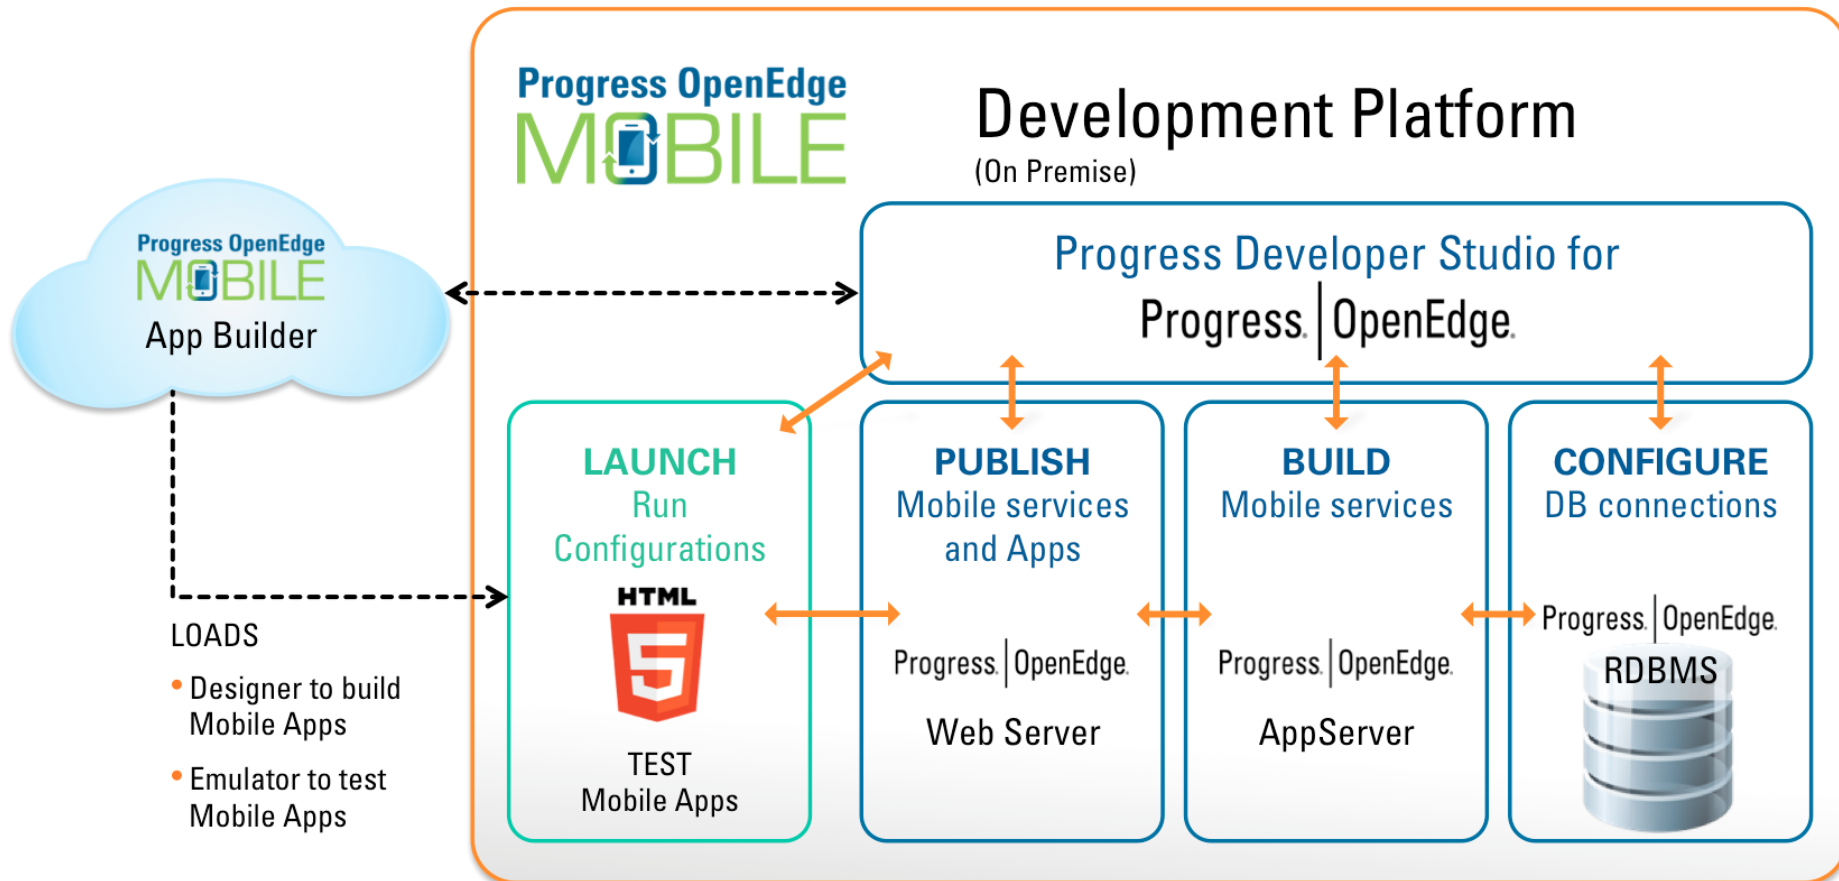 Progress OpenEdge
MOBILE
Development Platform
(On Premise)
Progress OpenEdge
MOBILE
App Builder
Progress Developer Studio for
Progress. OpenEdge.
LAUNCH
Run
Configurations
HTML
5
TEST
Mobile Apps
PUBLISH
Mobile services
and Apps
Progress. OpenEdge.
Web Server
BUILD
Mobile services
Progress. OpenEdge.
AppServer
CONFIGURE
DB connections
Progress. OpenEdge.
RDBMS
LOADS
• Designer to build
Mobile Apps
• Emulator to test
Mobile Apps